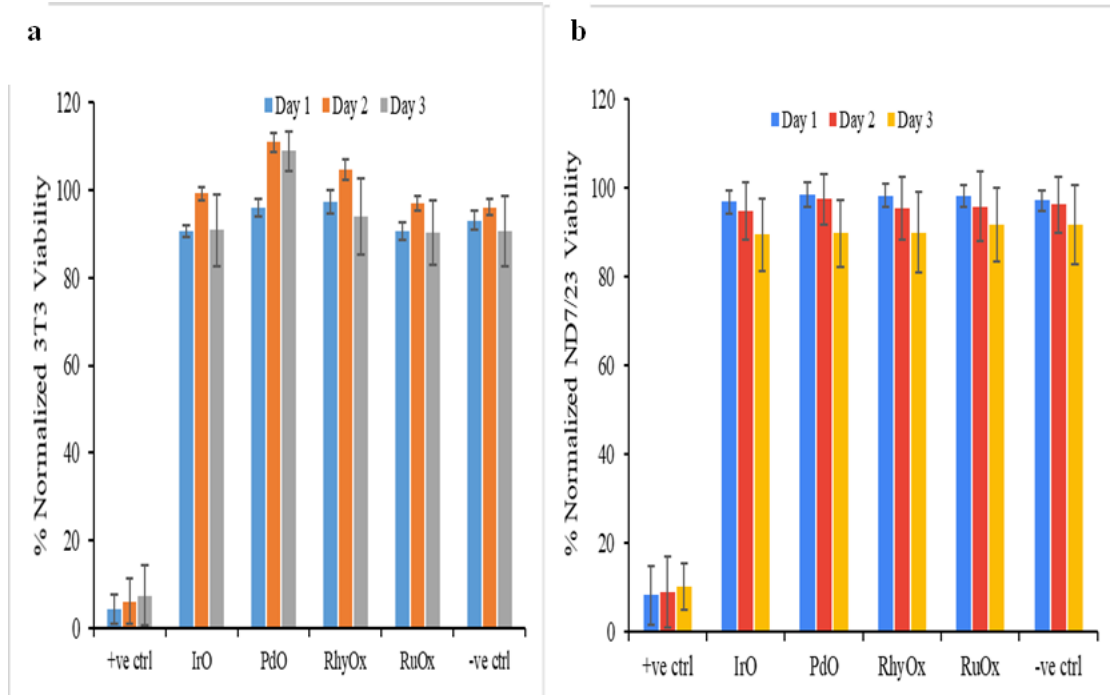 a
120
100
80
60
40
20
0
% Normalized 3T3 Viability
Day 1 Day 2 Day 3
+ve ctrl IrO PdO RhyOx RuOx -ve ctrl
b
120
100
80
60
40
20
0
% Normalized ND7/23 Viability
Day 1 Day 2 Day 3
+ve ctrl IrO PdO RhyOx RuOx -ve ctrl